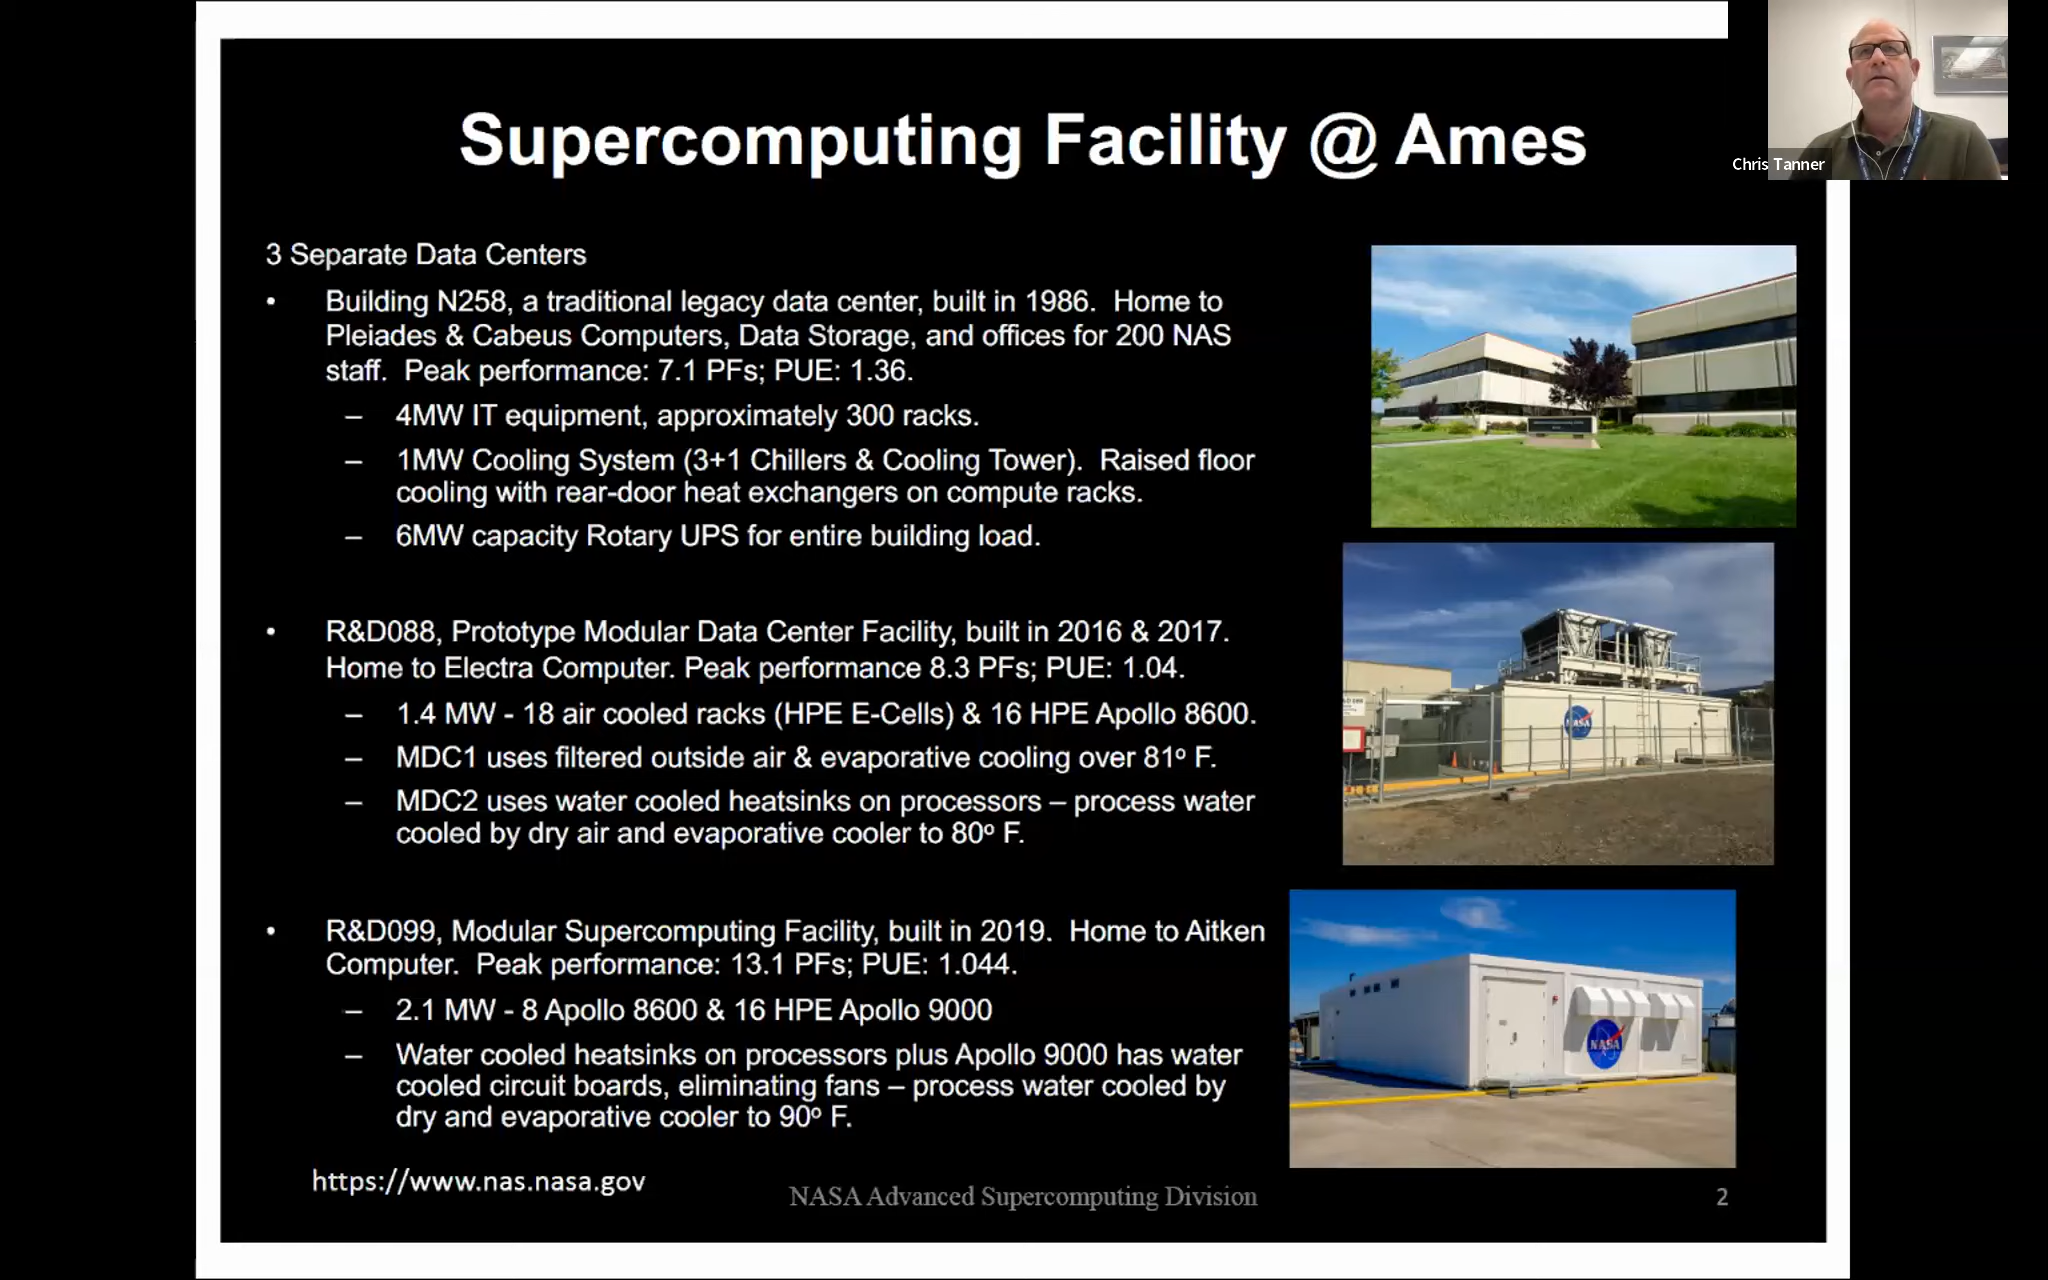 Supercomputing Facility @ Ames
Chris Tanner
3 Separate Data Centers
• Building N258, a traditional legacy data center, built in 1986. Home to
Pleiades & Cabeus Computers, Data Storage, and offices for 200 NAS
staff. Peak performance: 7.1 PFs; PUE: 1.36.
– 4MW IT equipment, approximately 300 racks.
– 1MW Cooling System (3+1 Chillers & Cooling Tower). Raised floor
cooling with rear-door heat exchangers on compute racks.
– 6MW capacity Rotary UPS for entire building load.
• R&D088, Prototype Modular Data Center Facility, built in 2016 & 2017.
Home to Electra Computer. Peak performance 8.3 PFs; PUE: 1.04.
– 1.4 MW - 18 air cooled racks (HPE E-Cells) & 16 HPE Apollo 8600.
– MDC1 uses filtered outside air & evaporative cooling over 81º F.
– MDC2 uses water cooled heatsinks on processors – process water
cooled by dry air and evaporative cooler to 80º F.
NASA
• R&D099, Modular Supercomputing Facility, built in 2019. Home to Aitken
Computer. Peak performance: 13.1 PFs; PUE: 1.044.
– 2.1 MW - 8 Apollo 8600 & 16 HPE Apollo 9000
– Water cooled heatsinks on processors plus Apollo 9000 has water
cooled circuit boards, eliminating fans – process water cooled by
dry and evaporative cooler to 90º F.
NASA
https://www.nas.nasa.gov
NASA Advanced Supercomputing Division
2